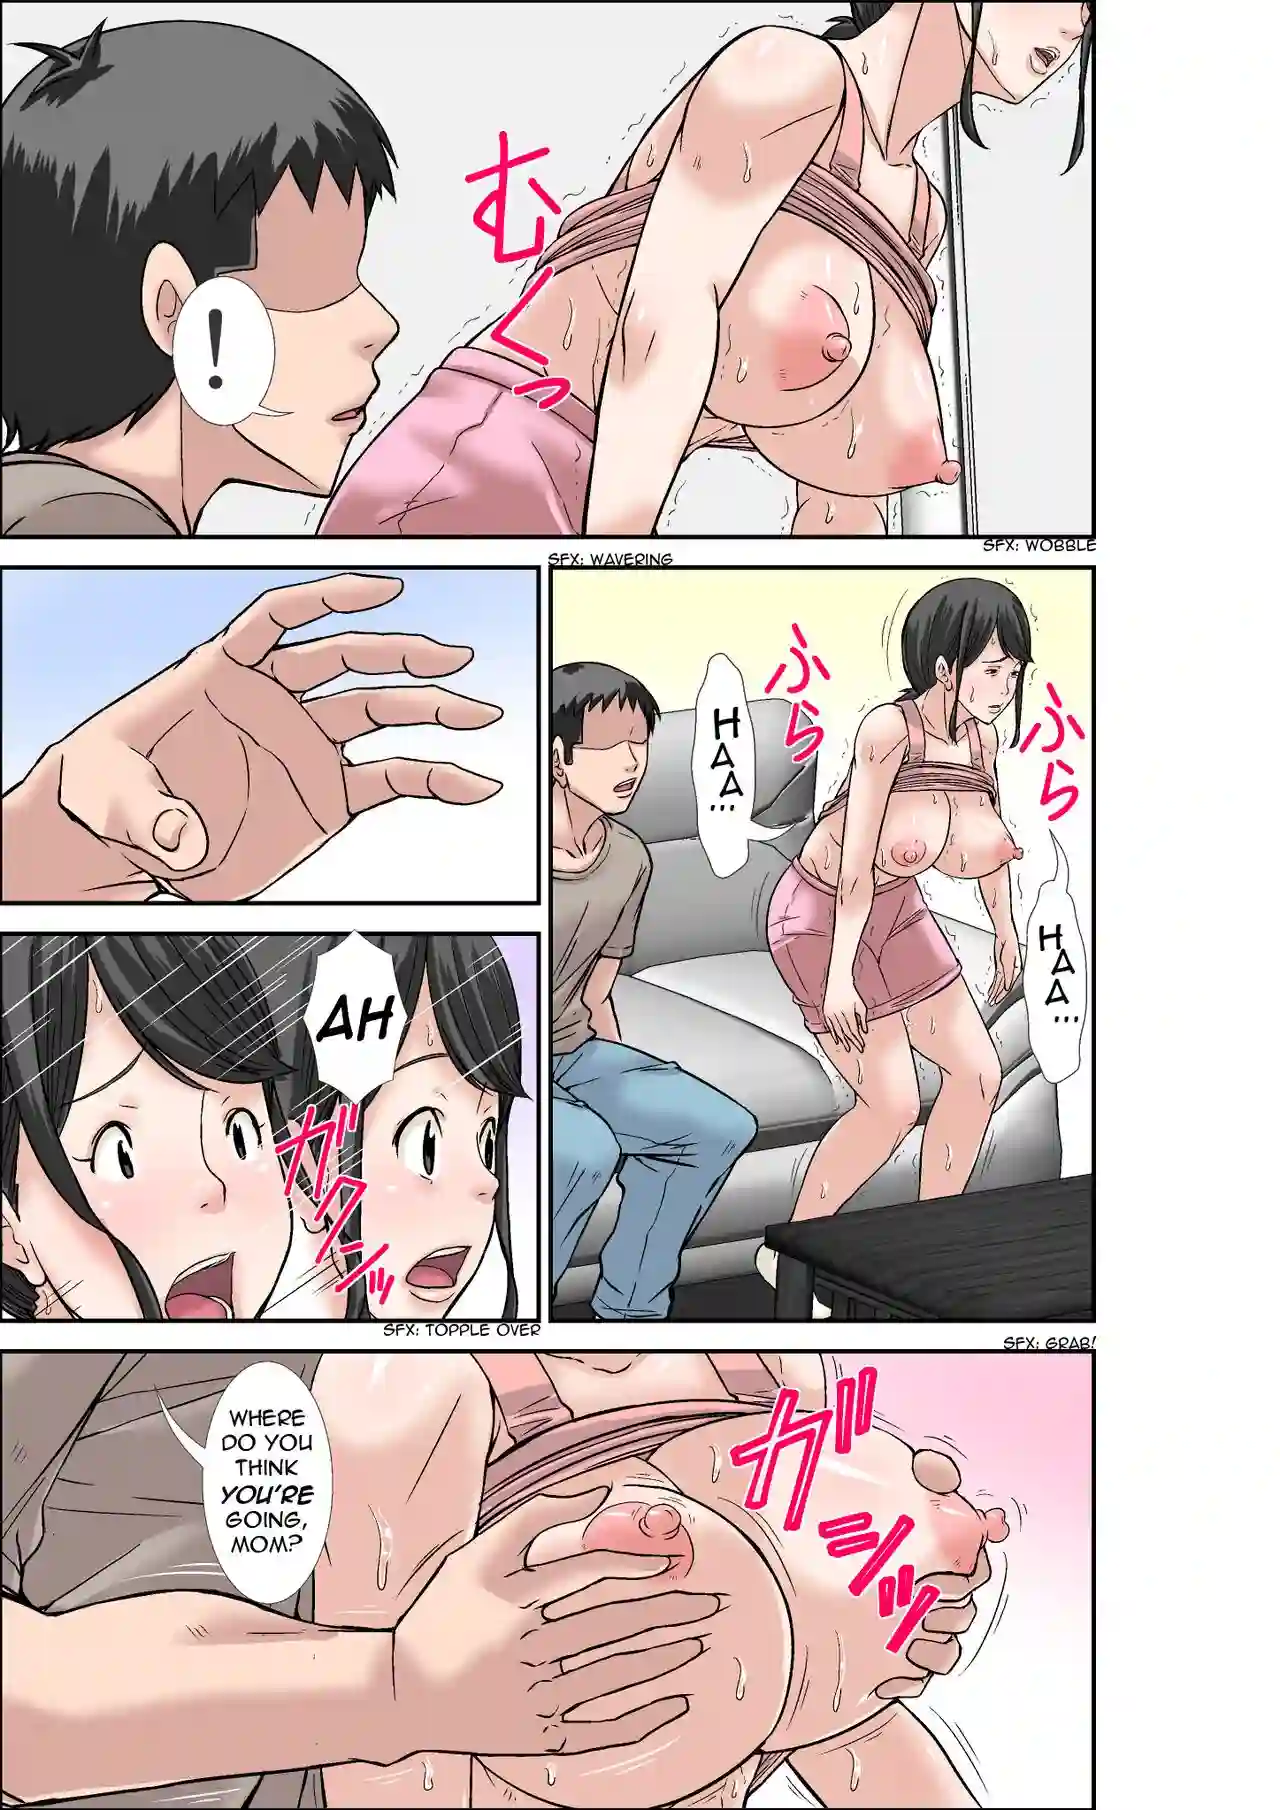 !
むくっ
SFX: WOBBLE
SFX: WAVERING
ふら
ふら
HAA...
HAA...
AH
ガクンッ
SFX: TOPPLE OVER
SFX: GRAB!
ガシッ
WHERE
DO YOU
THINK
YOU'RE
GOING,
MOM?